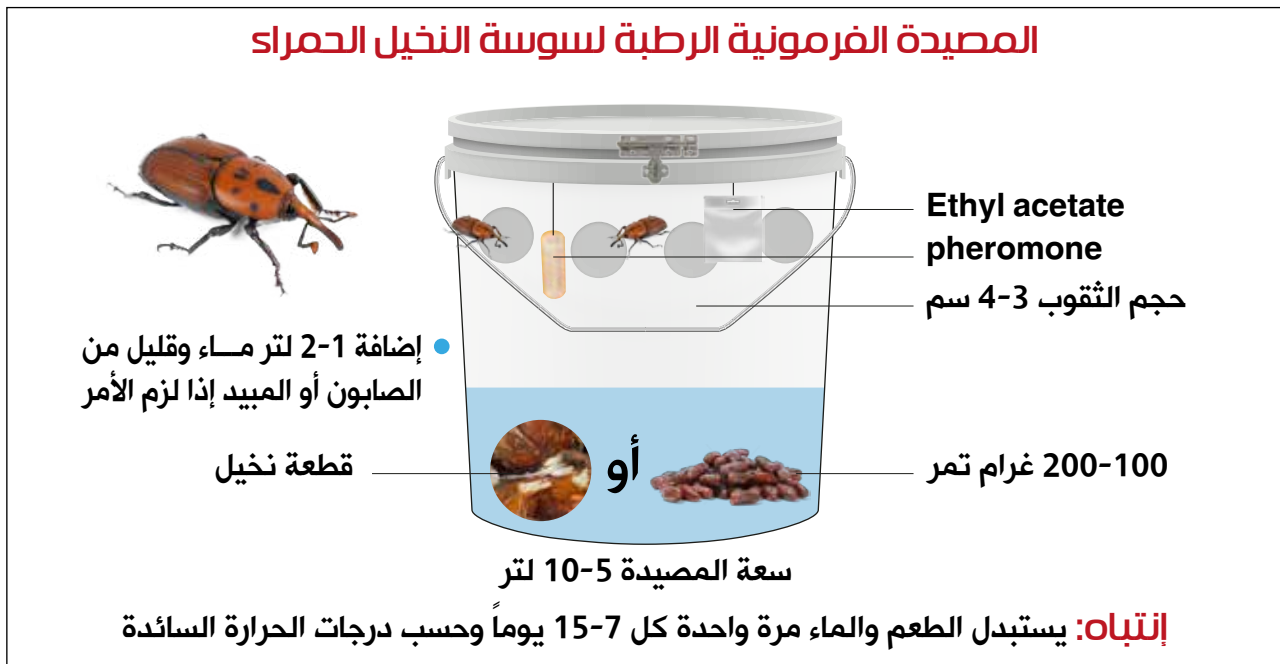 المصيدة الفرمونية الرطبة لسوسة النخيل الحمراء
Ethyl acetate
pheromone
حجم الثقوب 3-4 سم
إضافة 1-2 لتر مــاء وقليل من
الصابون أو المبيد إذا لزم الأمر
قطعة نخيل
أو
100-200 غرام تمر
سعة المصيدة 5-10 لتر
إنتباه: يستبدل الطعم والماء مرة واحدة كل 7-15 يوماً وحسب درجات الحرارة السائدة